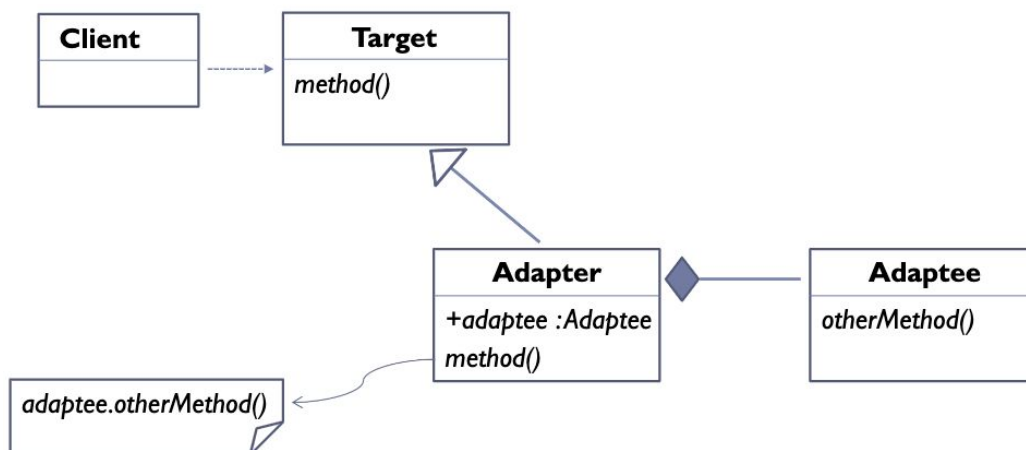 Client
Target
method()
Adapter
+adaptee :Adaptee
method()
Adaptee
otherMethod()
adaptee.otherMethod()